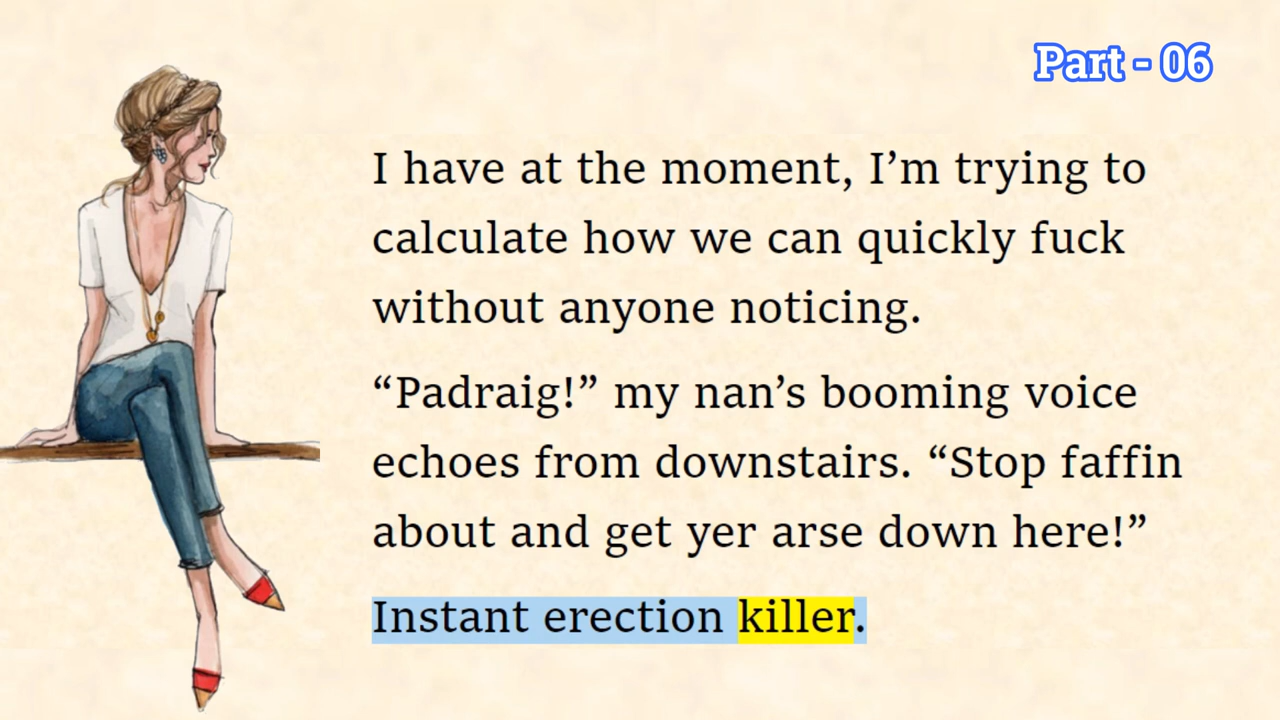 Part - 06
I have at the moment, I’m trying to
calculate how we can quickly fuck
without anyone noticing.
“Padraig!” my nan’s booming voice
echoes from downstairs. “Stop faffin
about and get yer arse down here!”
Instant erection killer.